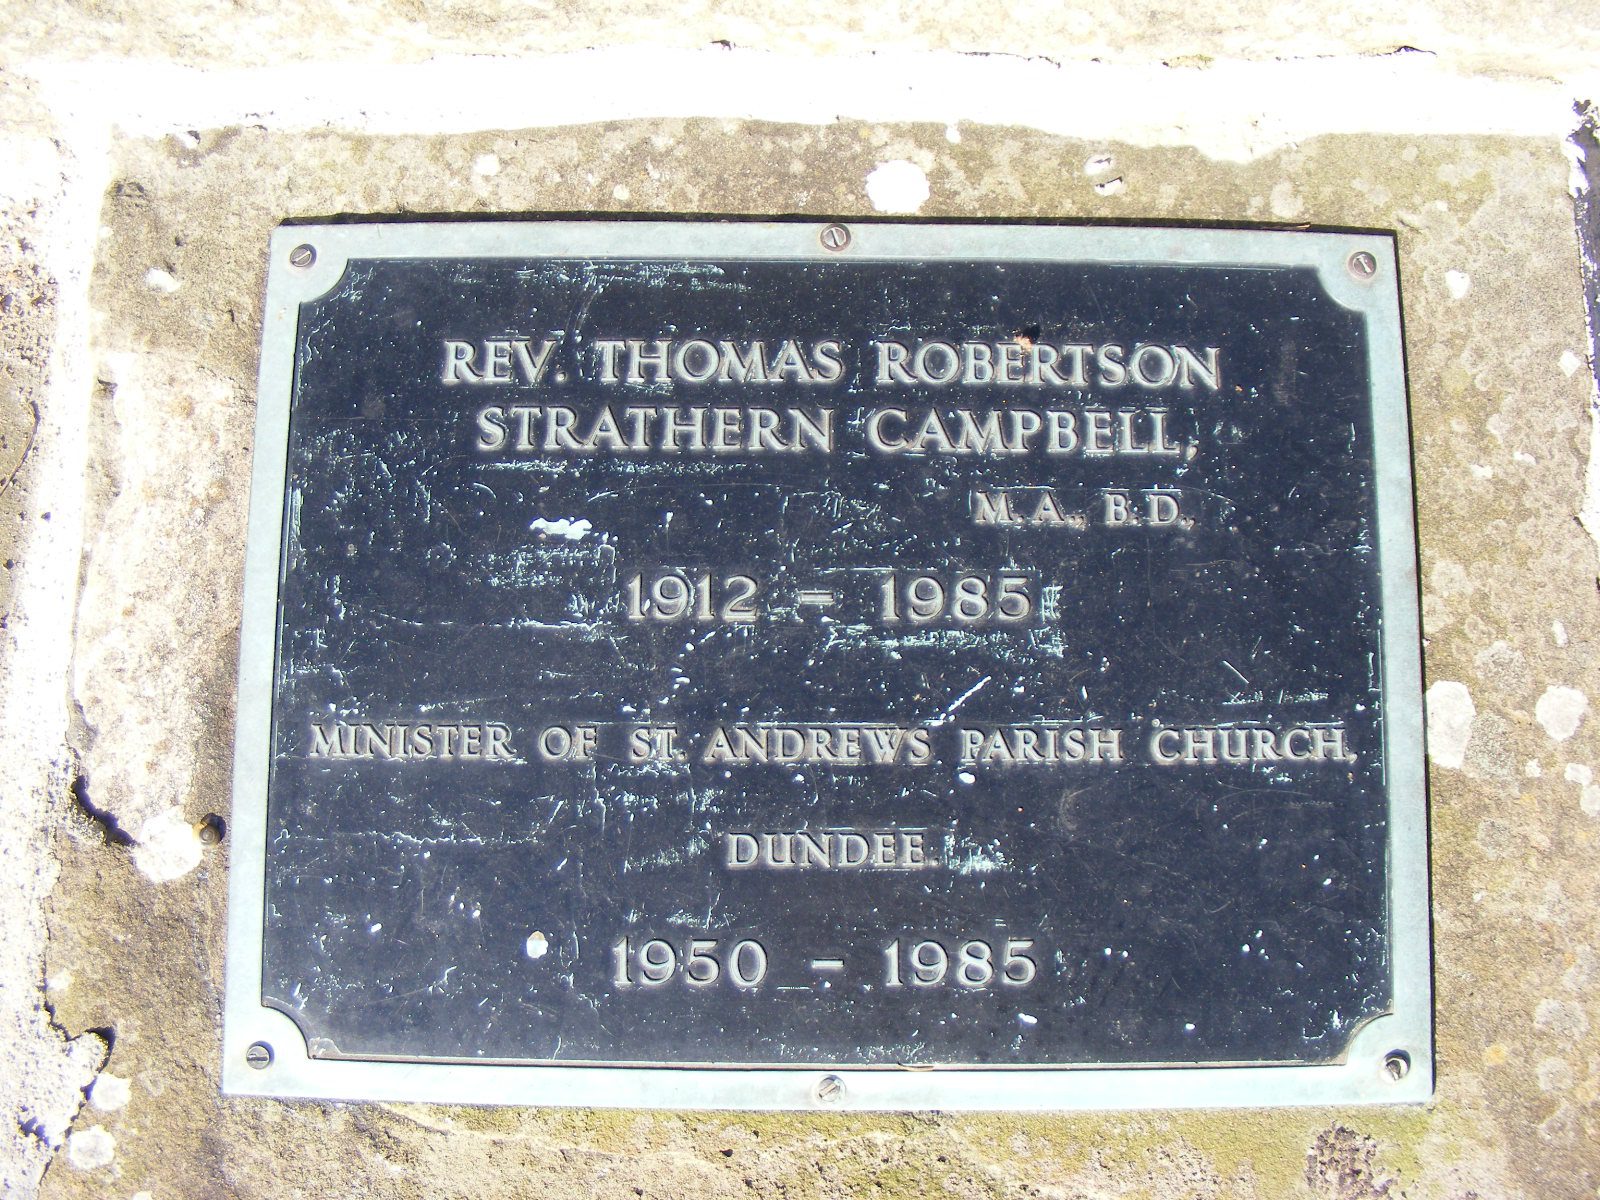 REV. THOMAS ROBERTSON
STRATHERN CAMPBELL,
M.A., B.D.,
1912 - 1985
MINISTER OF ST. ANDREWS PARISH CHURCH,
DUNDEE.
1950 - 1985